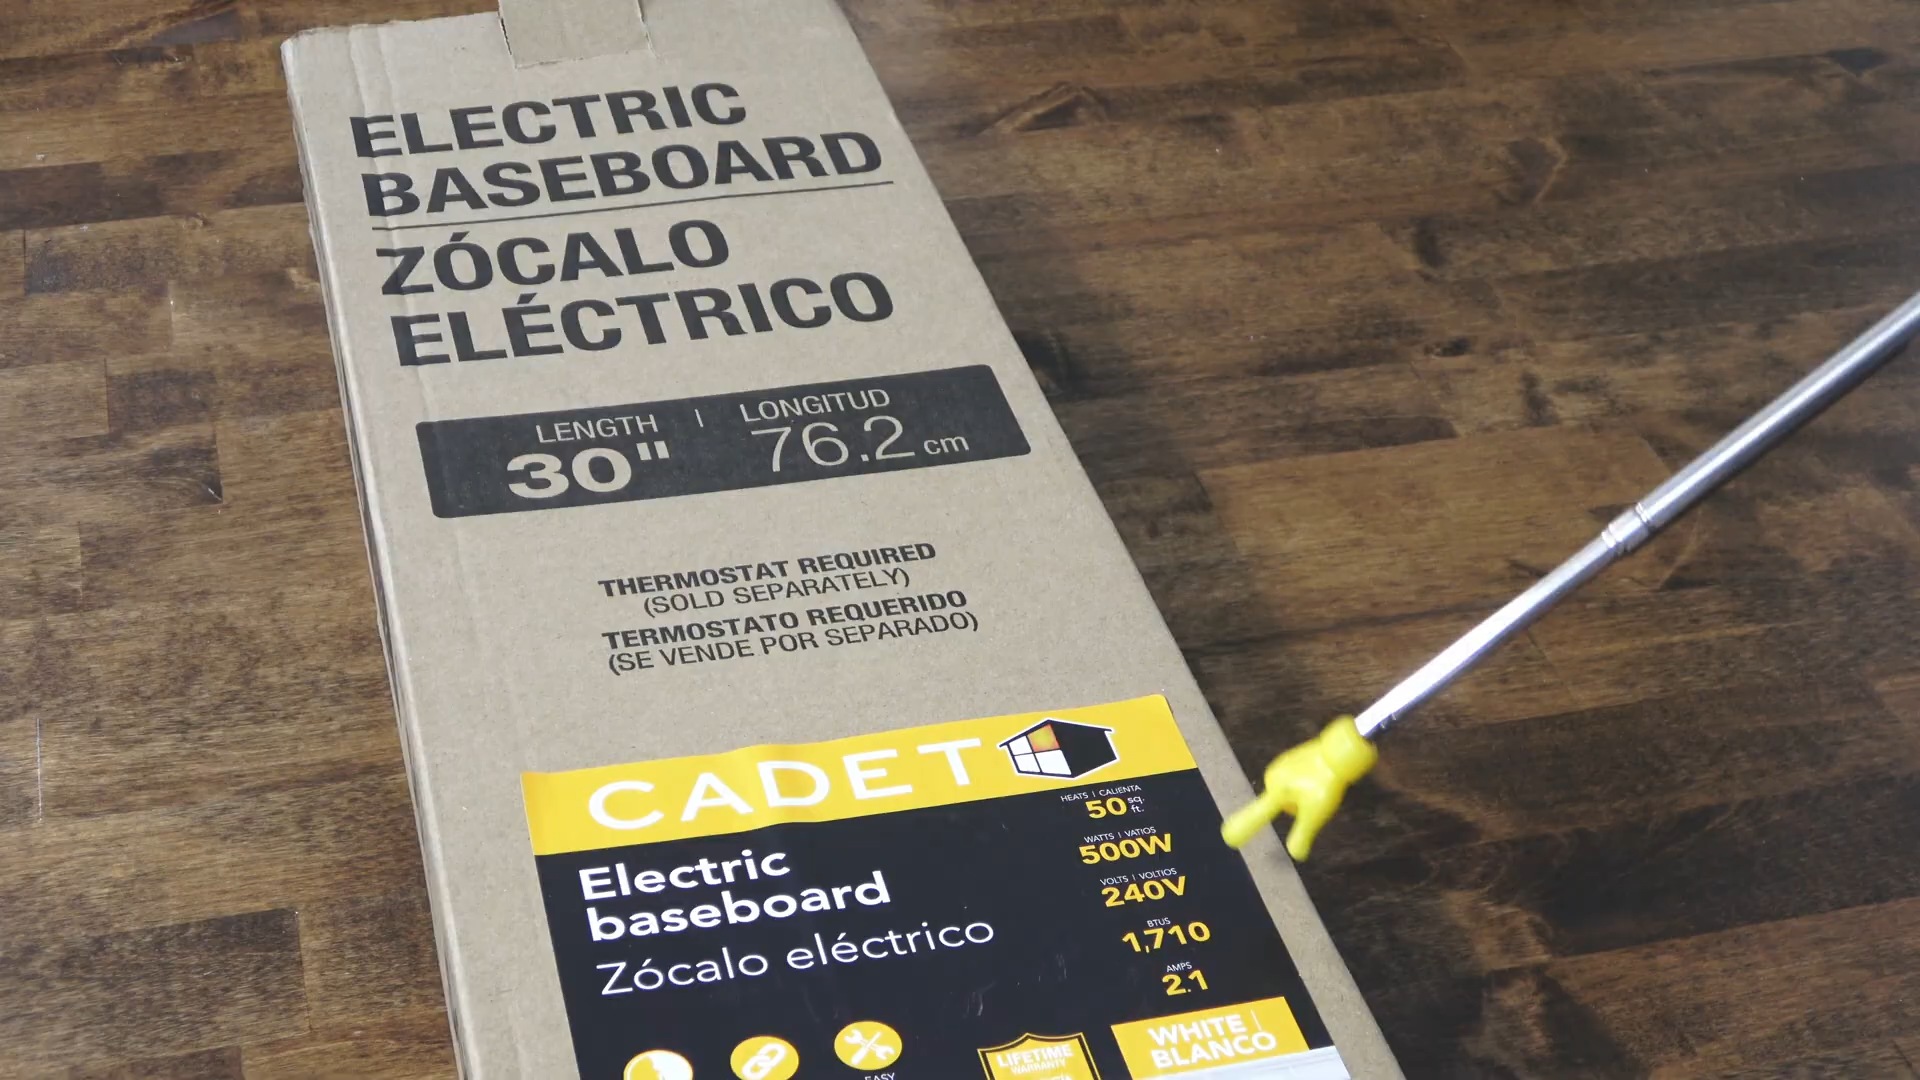 ELECTRIC
BASEBOARD
ZÓCALO
ELÉCTRICO
LENGTH | LONGITUD
30" 76.2 cm
THERMOSTAT REQUIRED
(SOLD SEPARATELY)
TERMOSTATO REQUERIDO
(SE VENDE POR SEPARADO)
CADET
HEATS | CALIENTA
50 sq. ft.
WATTS | VATIOS
500W
VOLTS | VOLTIOS
240V
BTUS
1,710
AMPS
2.1
Electric
baseboard
Zócalo eléctrico
EASY
LIFETIME
WARRANTY
WHITE |
BLANCO